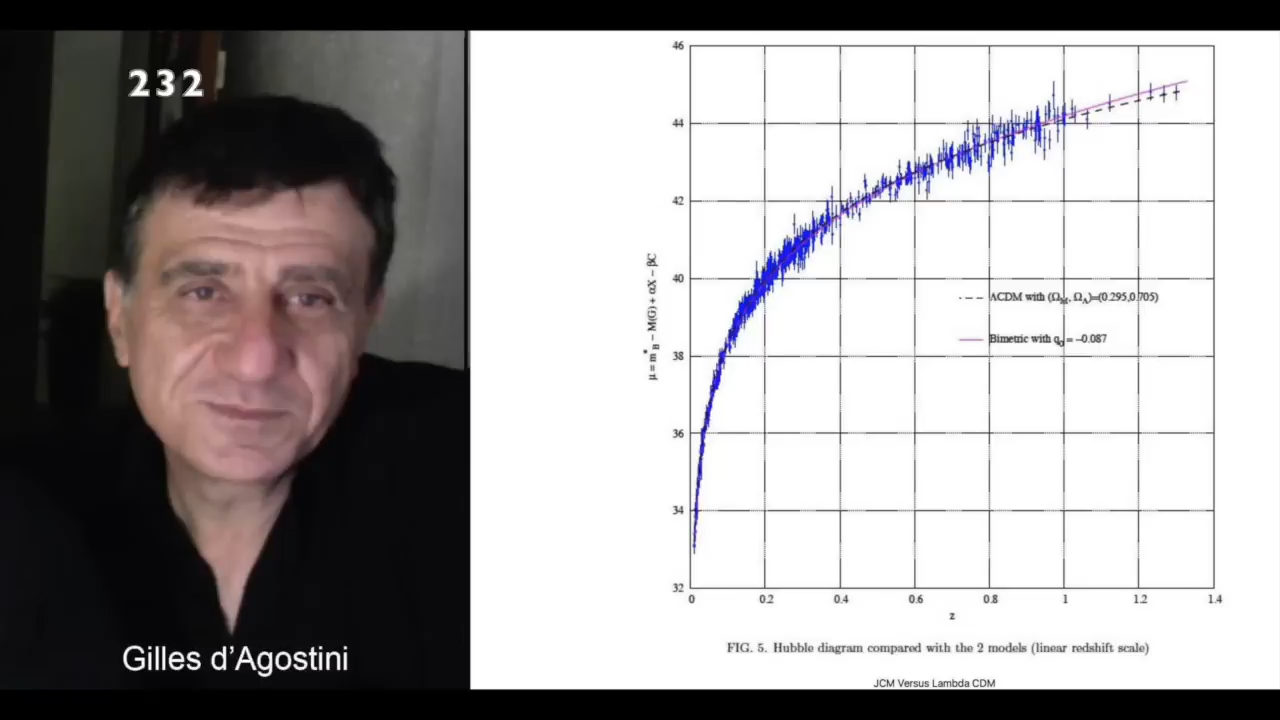 232
Gilles d’Agostini
46
44
42
40
38
36
34
32
μ = m*B − M(G) + αX − βC
ΛCDM with (ΩM, ΩΛ)=(0.295,0.705)
Bimetric with q0 = −0.087
0 0.2 0.4 0.6 0.8 1 1.2 1.4
z
FIG. 5. Hubble diagram compared with the 2 models (linear redshift scale)
JCM Versus Lambda CDM